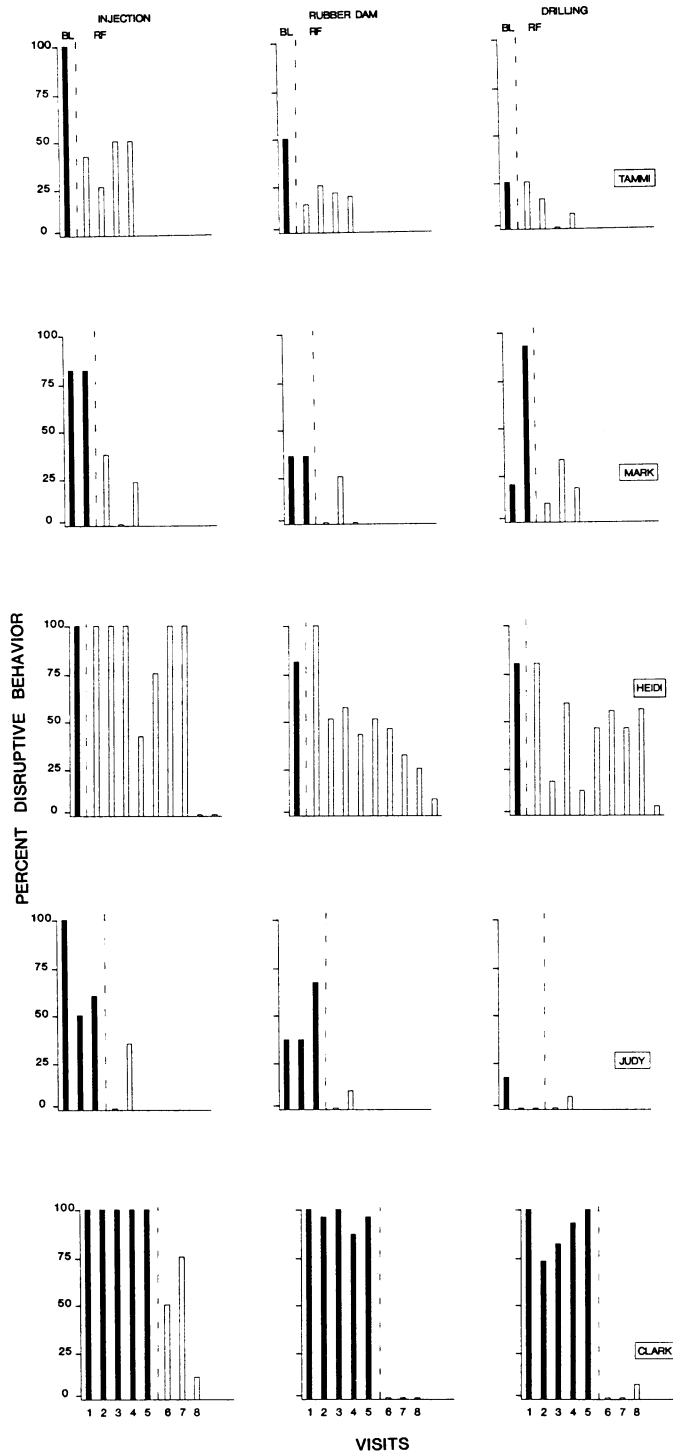 INJECTION
RUBBER DAM
DRILLING
BL RF
BL RF
BL RF
100
75
50
25
0
TAMMI
100
75
50
25
0
MARK
100
75
50
25
0
HEIDI
PERCENT DISRUPTIVE BEHAVIOR
100
75
50
25
0
JUDY
100
75
50
25
0
CLARK
1 2 3 4 5 6 7 8
1 2 3 4 5 6 7 8
1 2 3 4 5 6 7 8
VISITS